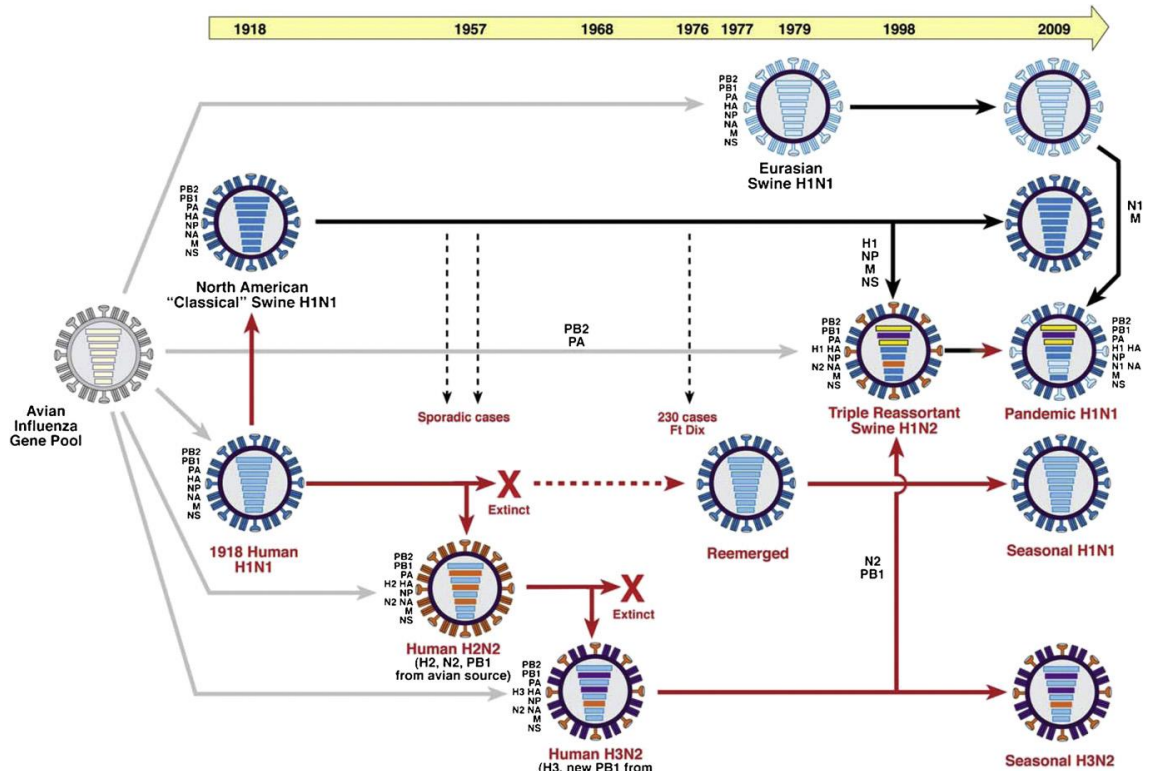 1918 1957 1968 1976 1977 1979 1998 2009
PB2
PB1
PA
HA
NP
NA
M
NS
Eurasian
Swine H1N1
N1
M
PB2
PB1
PA
HA
NP
NA
M
NS
North American
“Classical” Swine H1N1
H1
NP
M
NS
Avian
Influenza
Gene Pool
PB2
PA
Sporadic cases
230 cases
Ft Dix
PB2
PB1
PA
H1 HA
NP
N2 NA
M
NS
Triple Reassortant
Swine H1N2
PB2
PB1
PA
H1 HA
NP
N1 NA
M
NS
Pandemic H1N1
PB2
PB1
PA
HA
NP
NA
M
NS
1918 Human
H1N1
X
Extinct
Reemerged
Seasonal H1N1
PB2
PB1
PA
H2 HA
NP
N2 NA
M
NS
Human H2N2
(H2, N2, PB1
from avian source)
X
Extinct
N2
PB1
PB2
PB1
PA
H3 HA
NP
N2 NA
M
NS
Human H3N2
(H3, new PB1 from
Seasonal H3N2